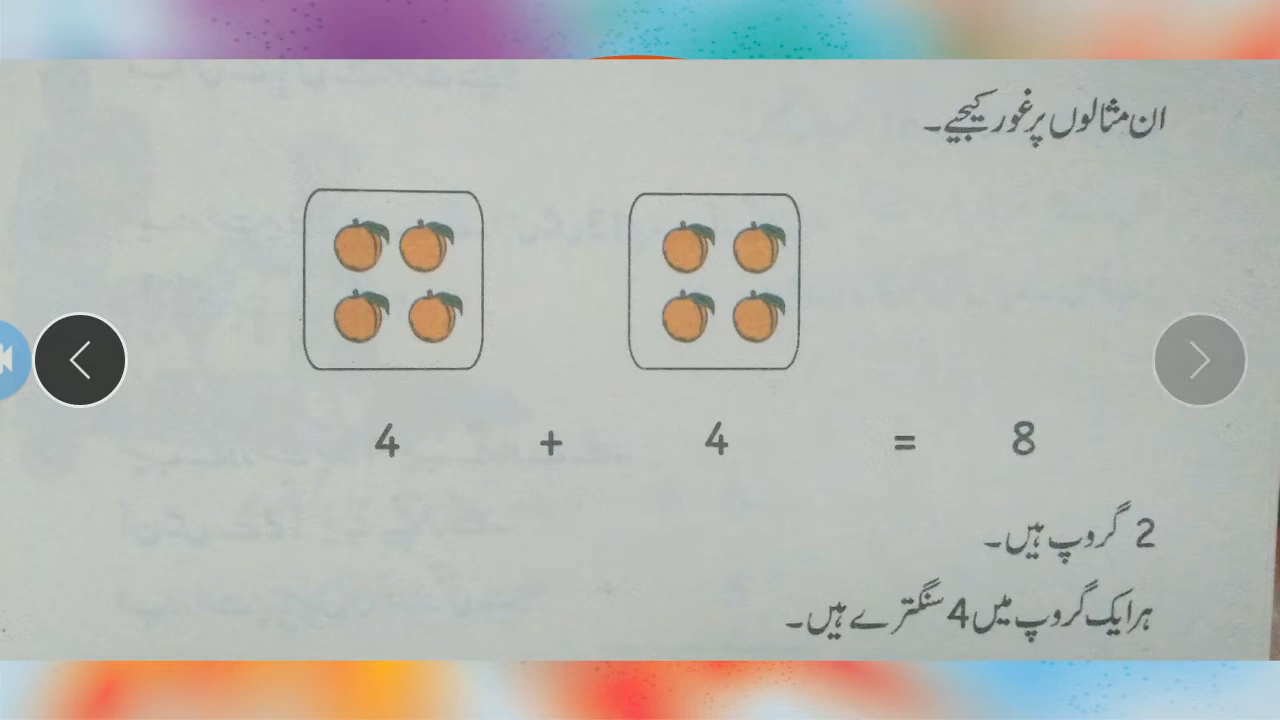 ان مثالوں پر غور کیجیے۔
4 + 4 = 8
2 گروپ ہیں۔
ہر ایک گروپ میں 4 سنگترے ہیں۔